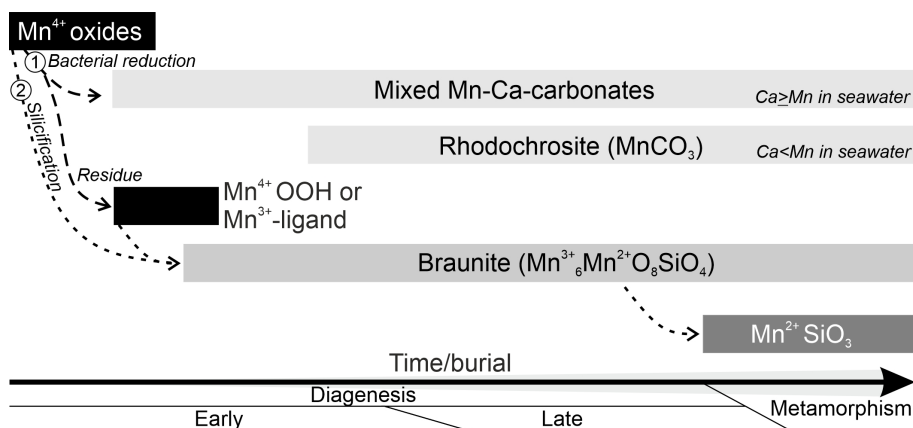 Mn⁴⁺ oxides
① Bacterial reduction
② Silicification
Mixed Mn-Ca-carbonates
Ca≥Mn in seawater
Rhodochrosite (MnCO₃)
Ca<Mn in seawater
Residue
Mn⁴⁺ OOH or
Mn³⁺-ligand
Braunite (Mn³⁺₆Mn²⁺O₈SiO₄)
Mn²⁺ SiO₃
Time/burial
Diagenesis
Early
Late
Metamorphism